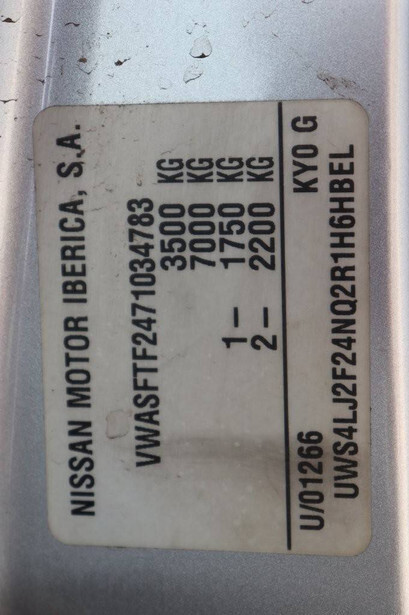 NISSAN MOTOR IBERICA, S.A.
VWASFTF2471034783
3500 KG
7000 KG
1 – 1750 KG
2 – 2200 KG
U/01266 KY0 G
UWS4LJ2F24NQ2R1H6HBEL